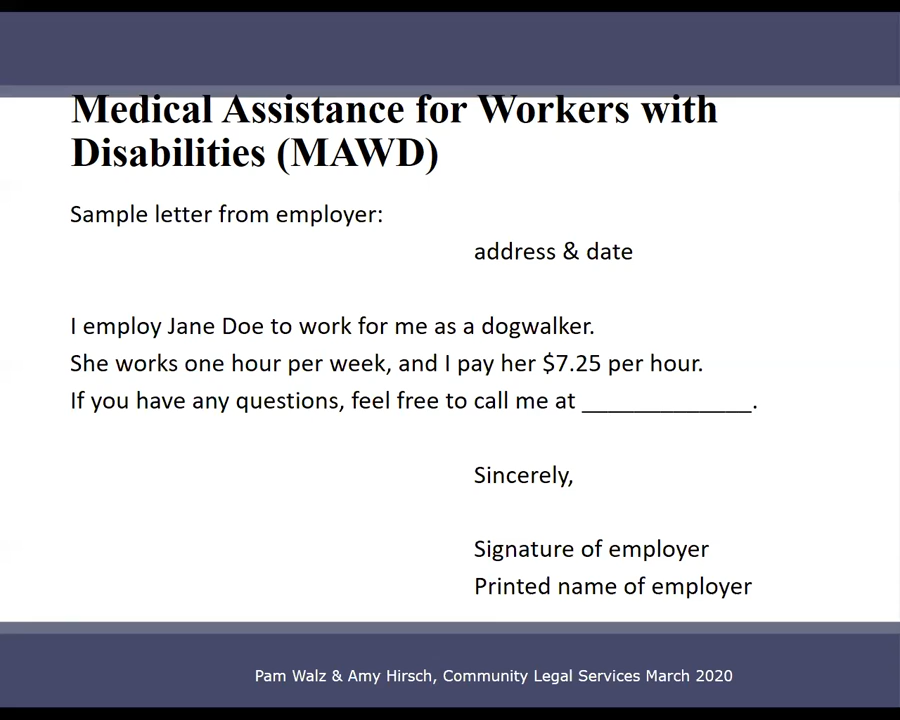 Medical Assistance for Workers with
Disabilities (MAWD)
Sample letter from employer:
address & date
I employ Jane Doe to work for me as a dogwalker.
She works one hour per week, and I pay her $7.25 per hour.
If you have any questions, feel free to call me at _____________.
Sincerely,
Signature of employer
Printed name of employer
Pam Walz & Amy Hirsch, Community Legal Services March 2020